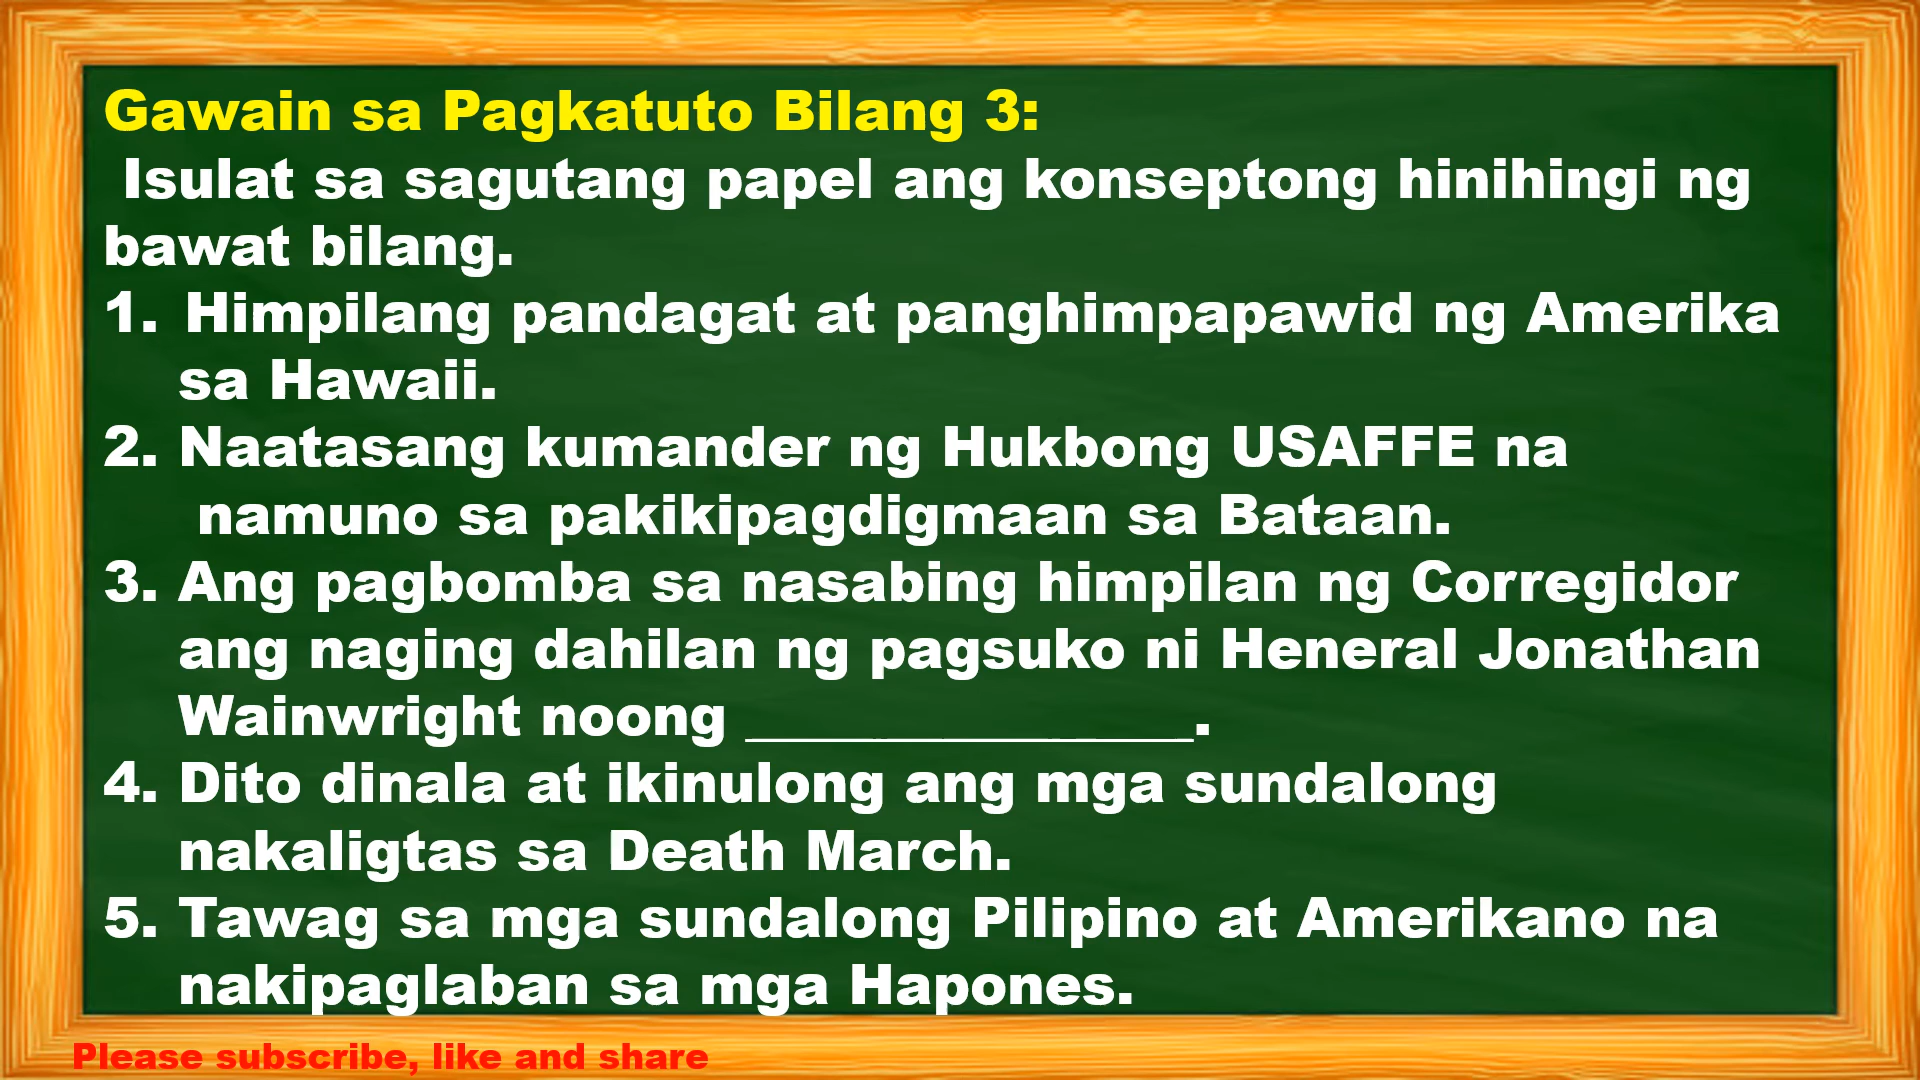 Gawain sa Pagkatuto Bilang 3:
Isulat sa sagutang papel ang konseptong hinihingi ng
bawat bilang.
1. Himpilang pandagat at panghimpapawid ng Amerika
sa Hawaii.
2. Naatasang kumander ng Hukbong USAFFE na
namuno sa pakikipagdigmaan sa Bataan.
3. Ang pagbomba sa nasabing himpilan ng Corregidor
ang naging dahilan ng pagsuko ni Heneral Jonathan
Wainwright noong ________________.
4. Dito dinala at ikinulong ang mga sundalong
nakaligtas sa Death March.
5. Tawag sa mga sundalong Pilipino at Amerikano na
nakipaglaban sa mga Hapones.
Please subscribe, like and share